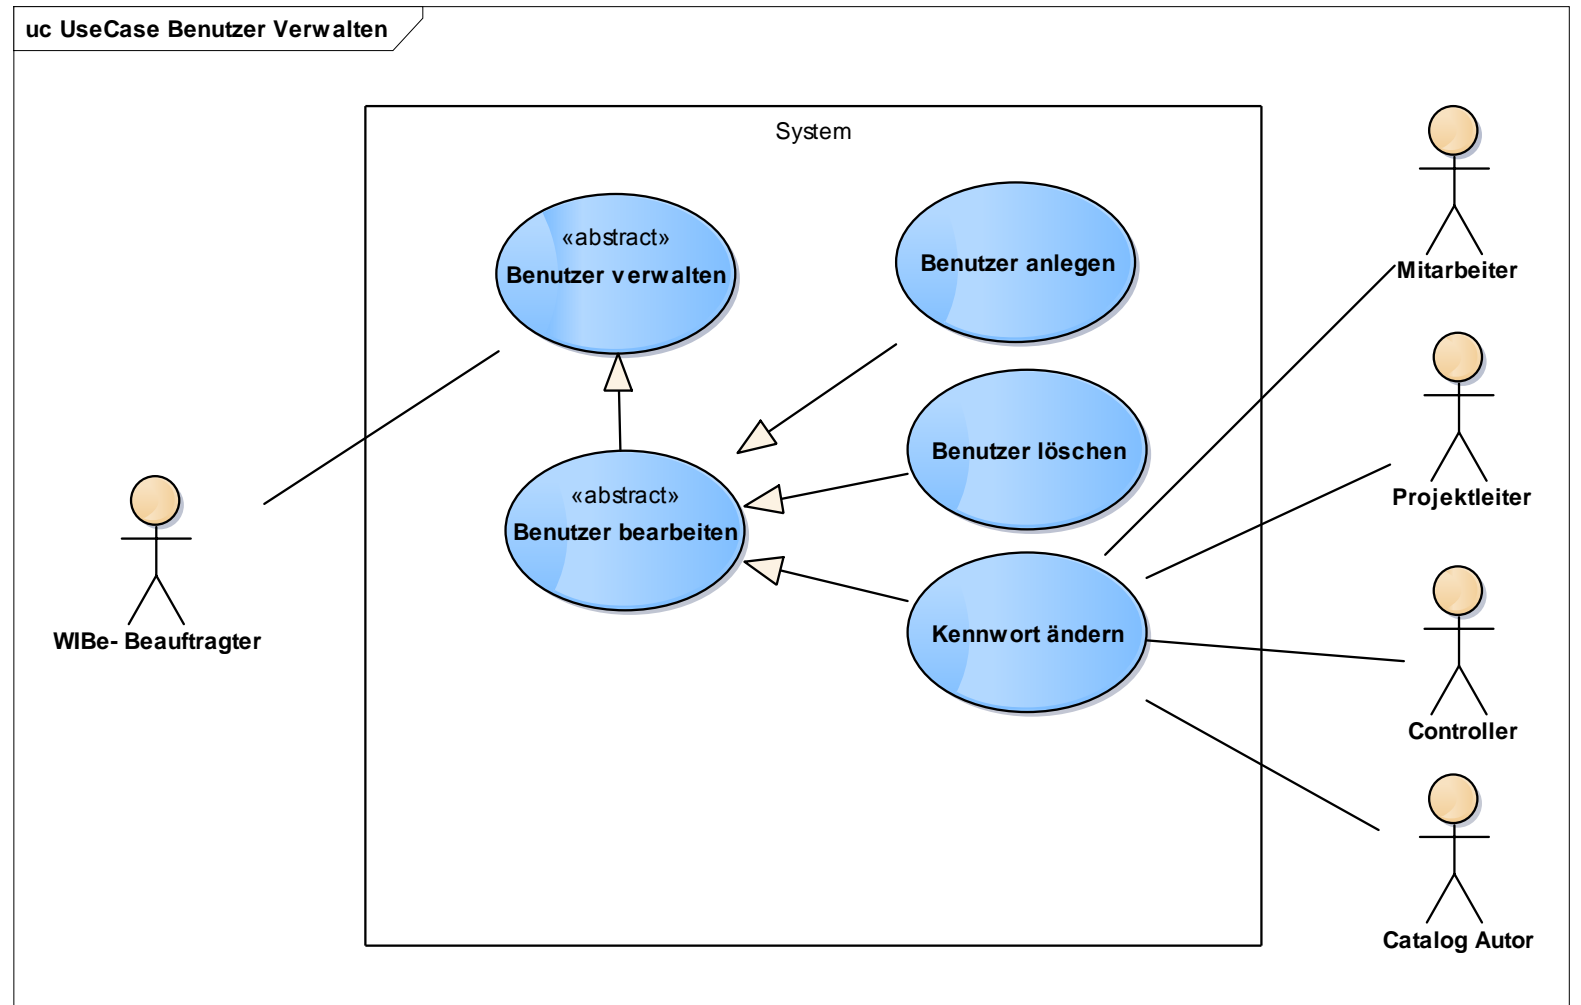 uc UseCase Benutzer Verwalten
System
«abstract»
Benutzer verwalten
Benutzer anlegen
Mitarbeiter
Benutzer löschen
«abstract»
Benutzer bearbeiten
Projektleiter
Kennwort ändern
WIBe- Beauftragter
Controller
Catalog Autor